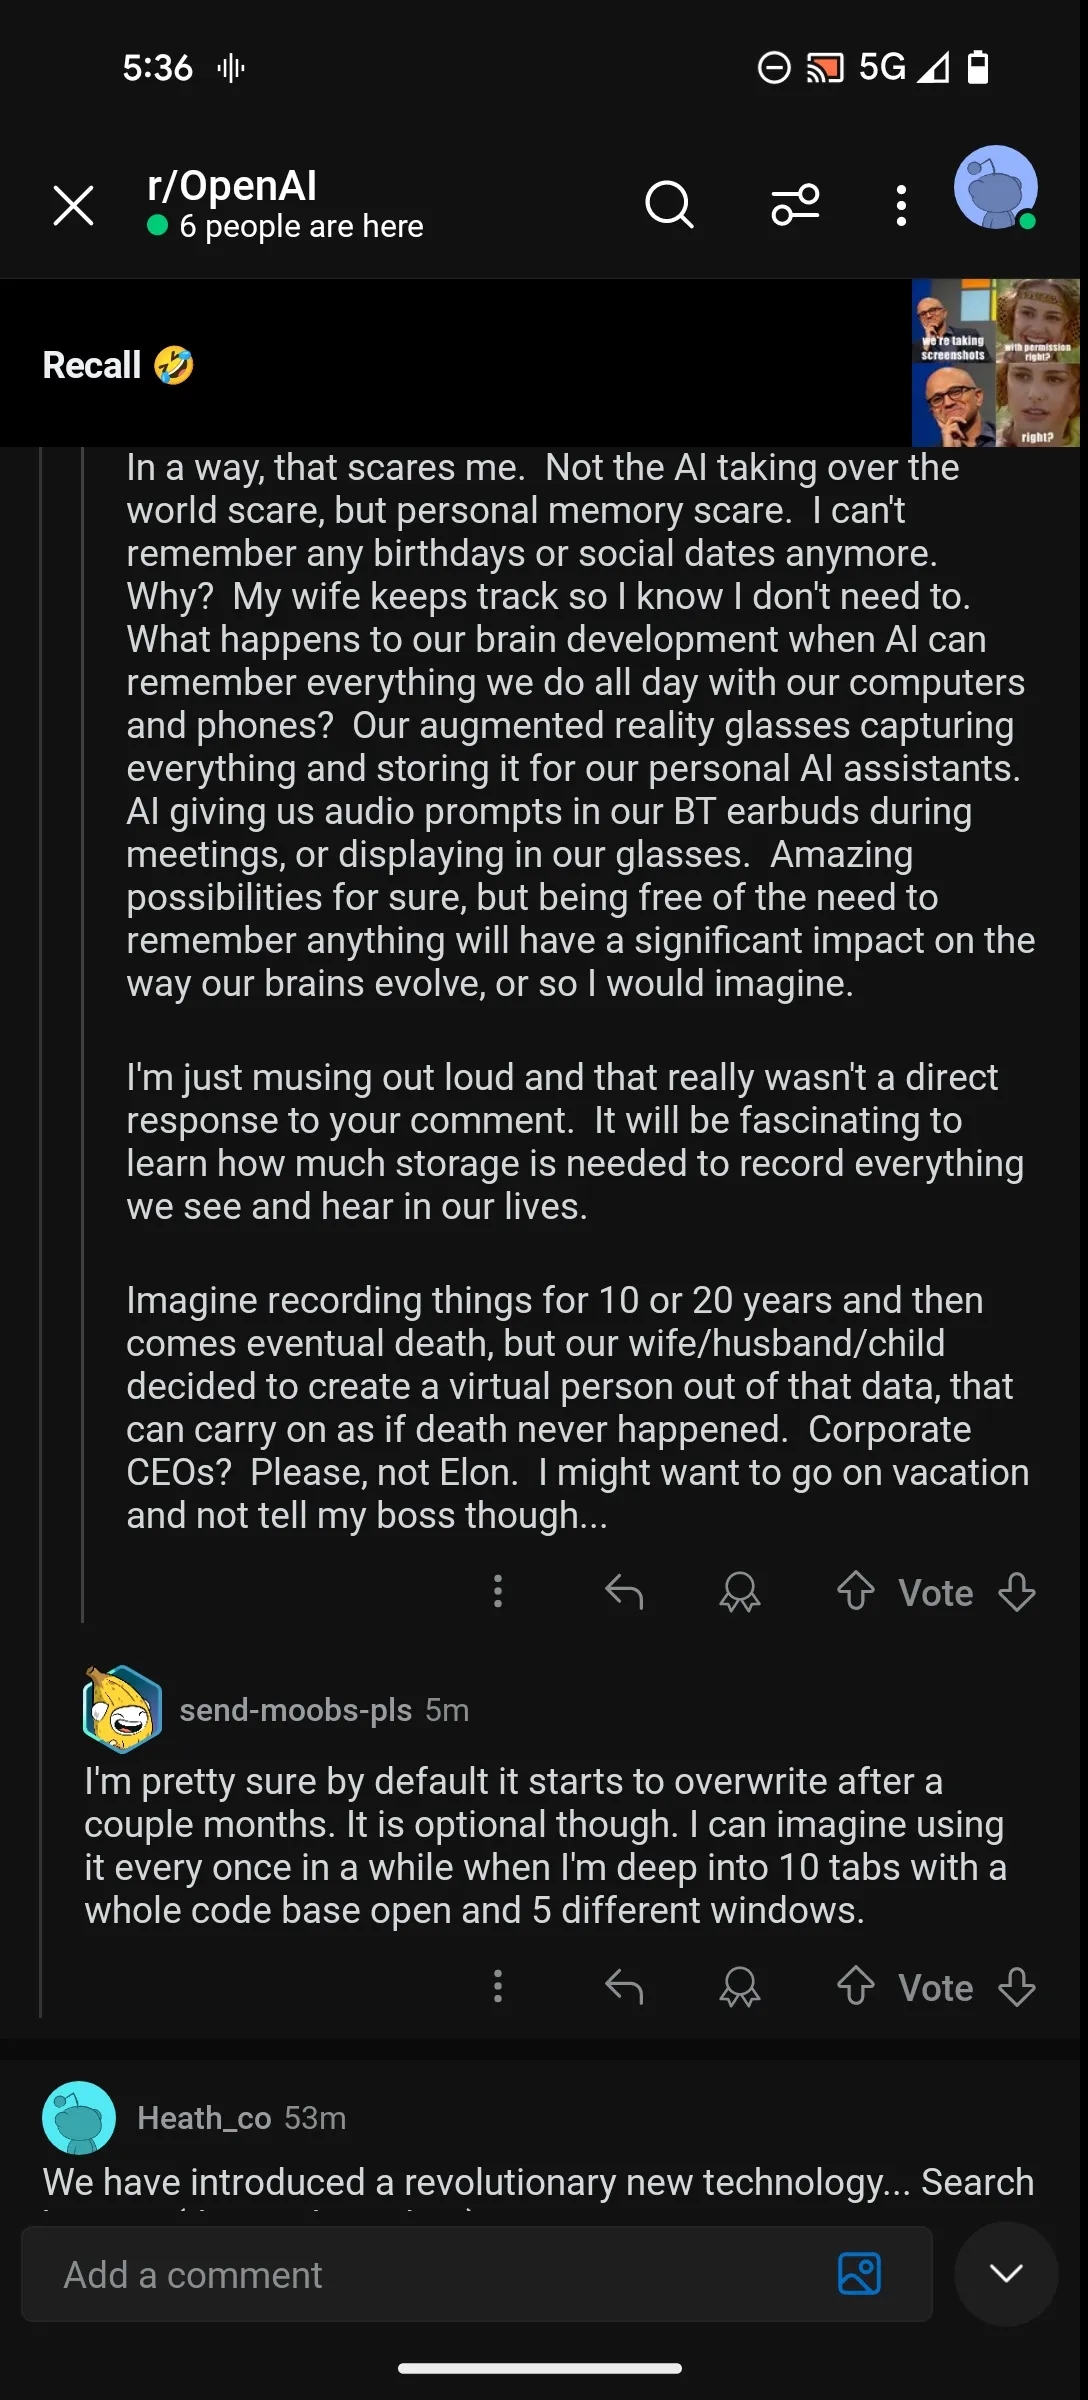 5:36
5G
r/OpenAI
6 people are here
Recall 🤣
we're taking
screenshots
with permission
right?
right?
In a way, that scares me.  Not the AI taking over the
world scare, but personal memory scare.  I can't
remember any birthdays or social dates anymore.
Why?  My wife keeps track so I know I don't need to.
What happens to our brain development when AI can
remember everything we do all day with our computers
and phones?  Our augmented reality glasses capturing
everything and storing it for our personal AI assistants.
AI giving us audio prompts in our BT earbuds during
meetings, or displaying in our glasses.  Amazing
possibilities for sure, but being free of the need to
remember anything will have a significant impact on the
way our brains evolve, or so I would imagine.
I'm just musing out loud and that really wasn't a direct
response to your comment.  It will be fascinating to
learn how much storage is needed to record everything
we see and hear in our lives.
Imagine recording things for 10 or 20 years and then
comes eventual death, but our wife/husband/child
decided to create a virtual person out of that data, that
can carry on as if death never happened.  Corporate
CEOs?  Please, not Elon.  I might want to go on vacation
and not tell my boss though...
Vote
send-moobs-pls 5m
I'm pretty sure by default it starts to overwrite after a
couple months. It is optional though. I can imagine using
it every once in a while when I'm deep into 10 tabs with a
whole code base open and 5 different windows.
Vote
Heath_co 53m
We have introduced a revolutionary new technology... Search
Add a comment